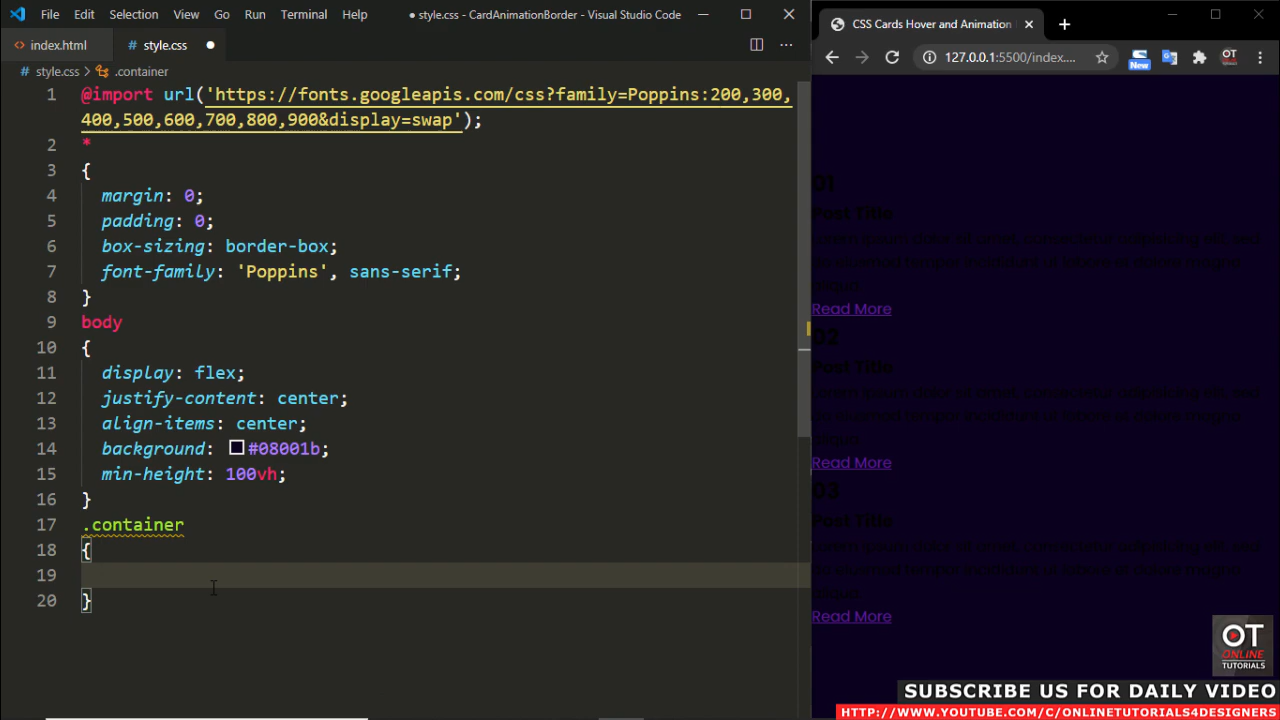 File Edit Selection View Go Run Terminal Help
● style.css - CardAnimationBorder - Visual Studio Code
index.html
# style.css
style.css > .container
1 @import url('https://fonts.googleapis.com/css?family=Poppins:200,300,
400,500,600,700,800,900&display=swap');
2 *
3 {
4 margin: 0;
5 padding: 0;
6 box-sizing: border-box;
7 font-family: 'Poppins', sans-serif;
8 }
9 body
10 {
11 display: flex;
12 justify-content: center;
13 align-items: center;
14 background: #08001b;
15 min-height: 100vh;
16 }
17 .container
18 {
19
20 }
CSS Cards Hover and Animation
127.0.0.1:5500/index....
New
OT
01
Post Title
Read More
02
Post Title
Read More
03
Post Title
Read More
OT
ONLINE
TUTORIALS
SUBSCRIBE US FOR DAILY VIDEO
HTTP://WWW.YOUTUBE.COM/C/ONLINETUTORIALS4DESIGNERS